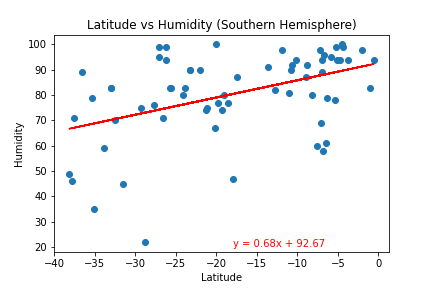 Latitude vs Humidity (Southern Hemisphere)
100
90
80
70
60
50
40
30
20
Humidity
y = 0.68x + 92.67
−40 −35 −30 −25 −20 −15 −10 −5 0
Latitude